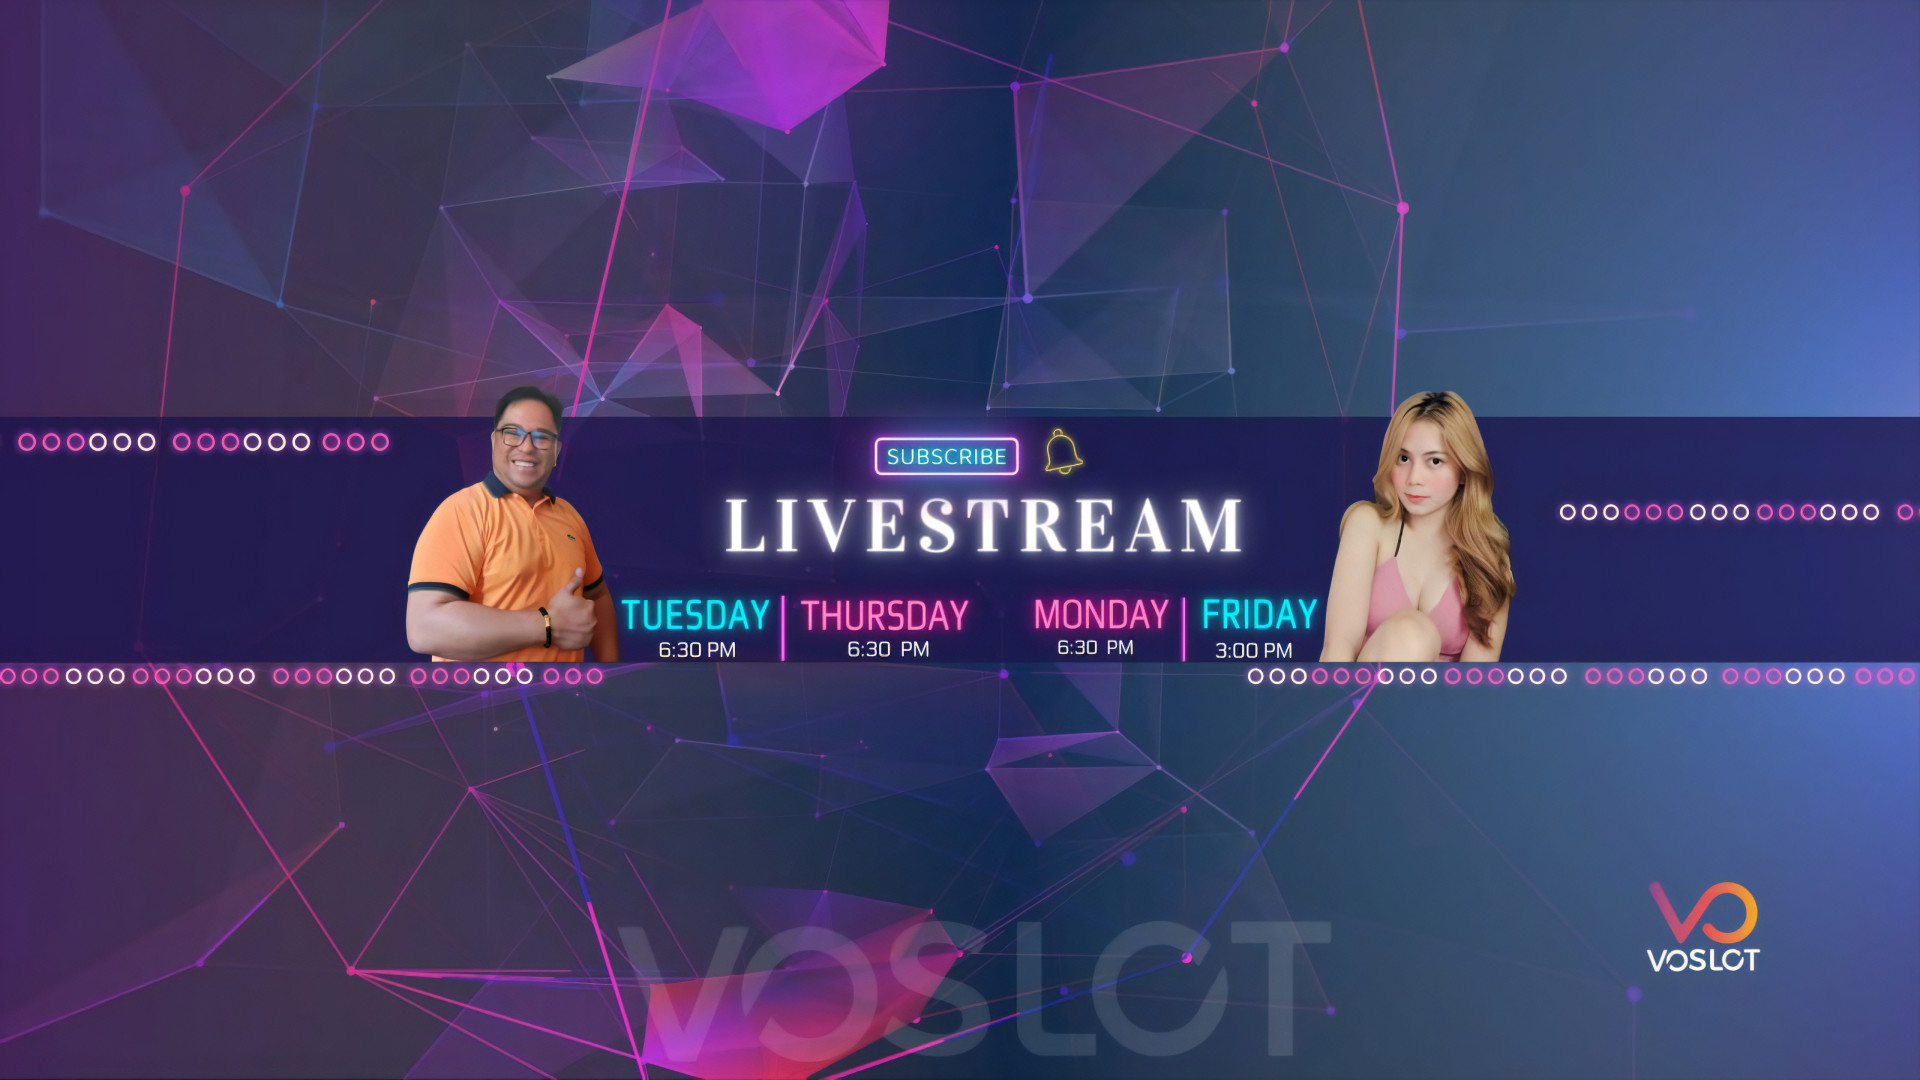 SUBSCRIBE
LIVESTREAM
TUESDAY THURSDAY MONDAY FRIDAY
6:30 PM 6:30 PM 6:30 PM 3:00 PM
VOSLOT
VO
VOSLOT